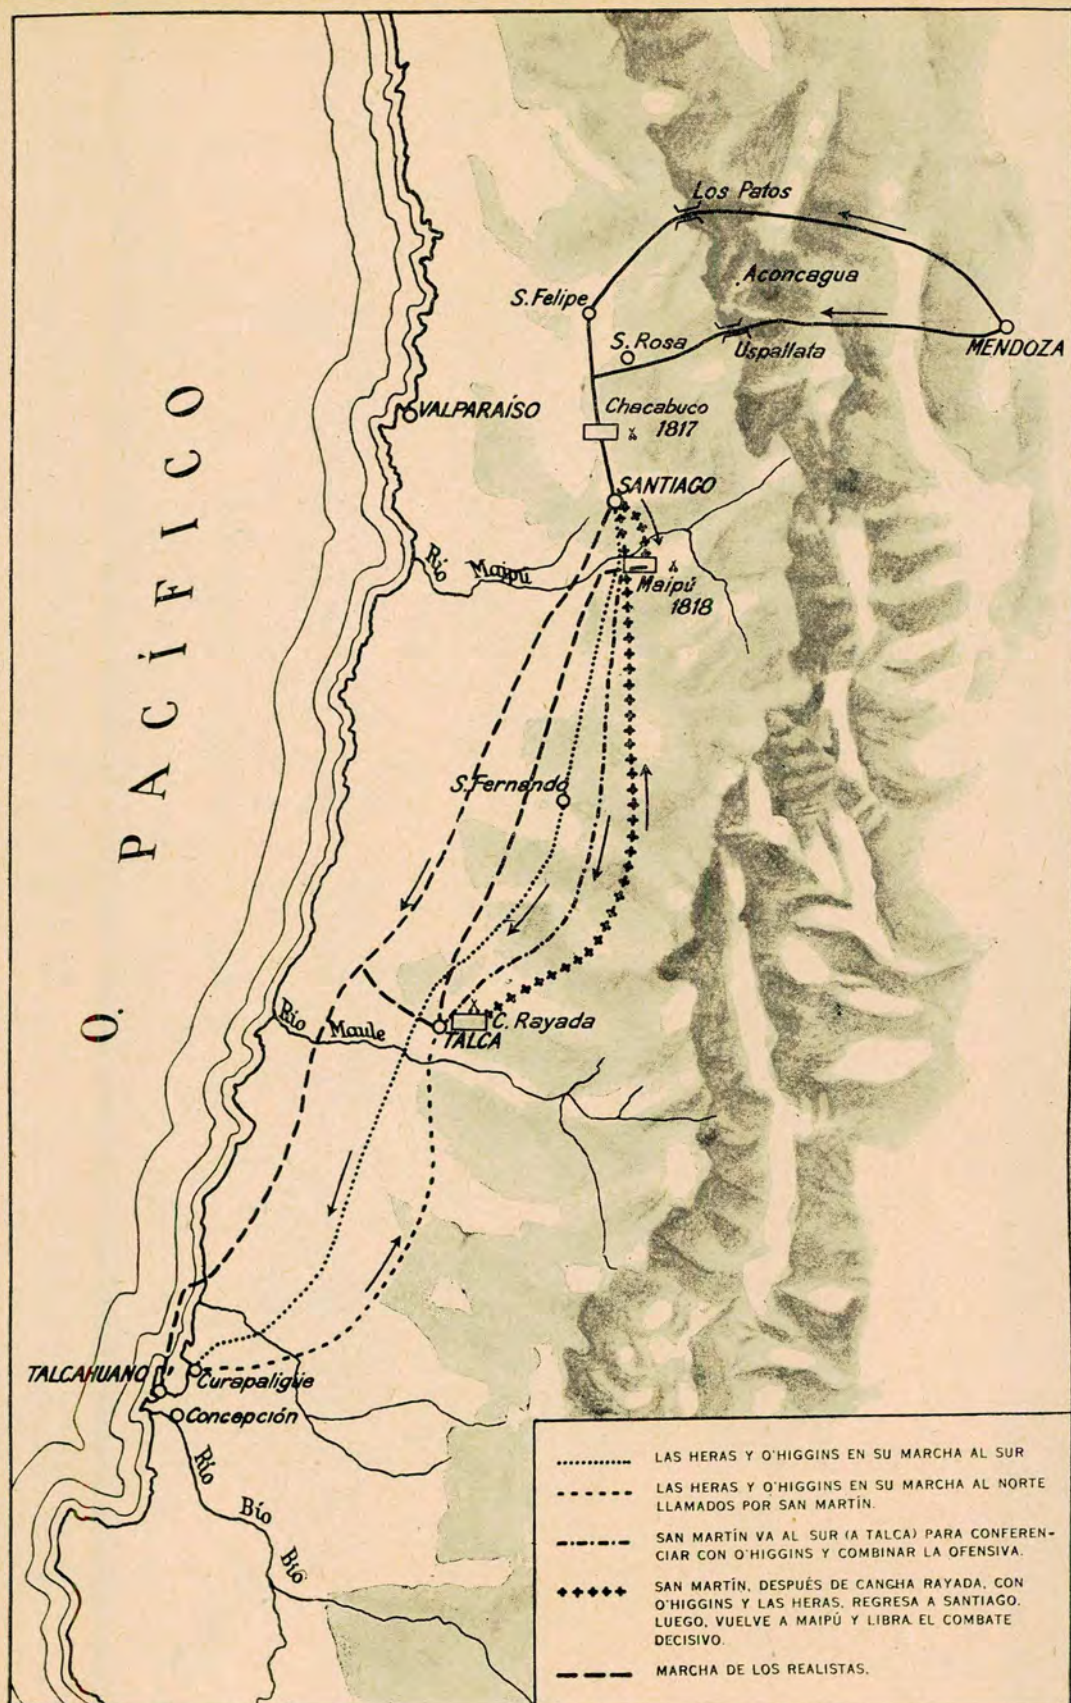 Los Patos
Aconcagua
S. Felipe
S. Rosa
Uspallata
MENDOZA
VALPARAÍSO
Chacabuco
1817
SANTIAGO
Río Maipú
Maipú
1818
O. PACÍFICO
S. Fernando
C. Rayada
TALCA
Río Maule
TALCAHUANO
Curapaligüe
Concepción
Río Bío Bío
LAS HERAS Y O'HIGGINS EN SU MARCHA AL SUR
LAS HERAS Y O'HIGGINS EN SU MARCHA AL NORTE
LLAMADOS POR SAN MARTÍN.
SAN MARTÍN VA AL SUR (A TALCA) PARA CONFEREN-
CIAR CON O'HIGGINS Y COMBINAR LA OFENSIVA.
SAN MARTÍN, DESPUÉS DE CANCHA RAYADA, CON
O'HIGGINS Y LAS HERAS, REGRESA A SANTIAGO.
LUEGO, VUELVE A MAIPÚ Y LIBRA EL COMBATE
DECISIVO.
MARCHA DE LOS REALISTAS.